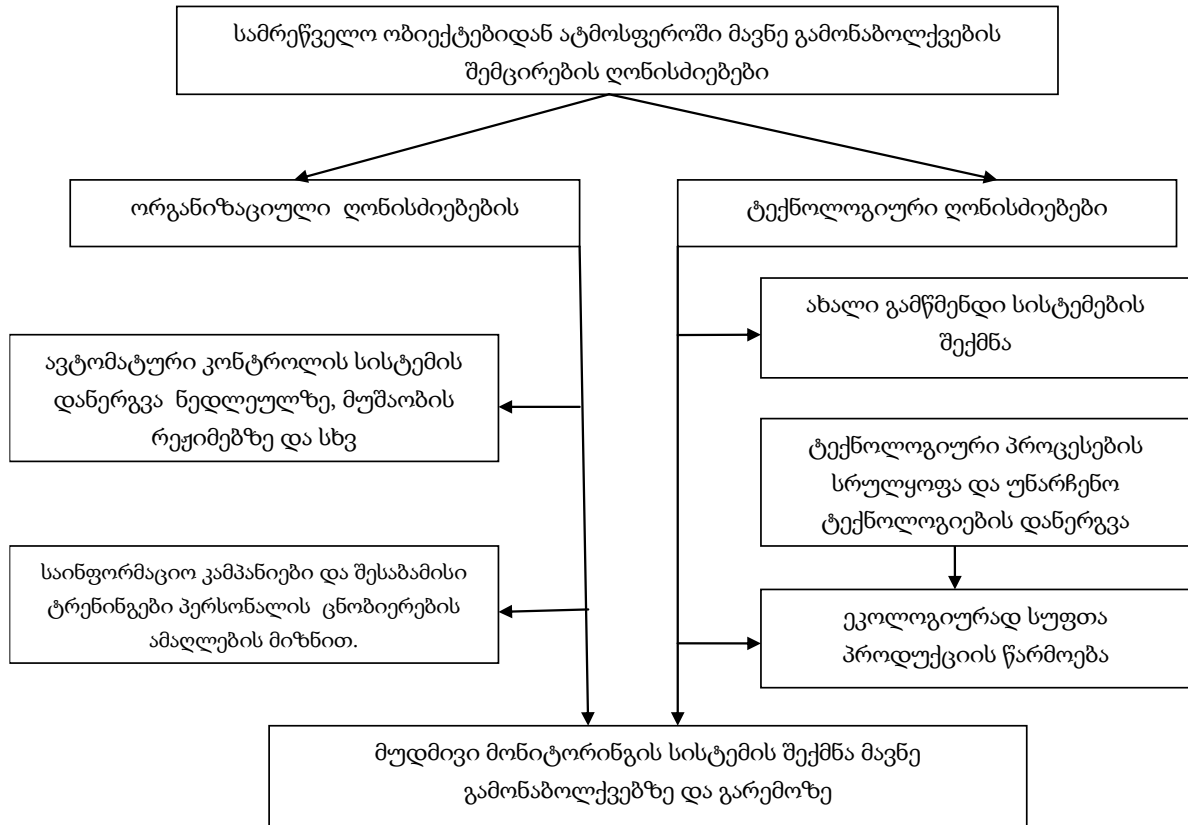 სამრეწველო ობიექტებიდან ატმოსფეროში მავნე გამონაბოლქვების
შემცირების ღონისძიებები
ორგანიზაციული ღონისძიებების
ტექნოლოგიური ღონისძიებები
ახალი გამწმენდი სისტემების
შექმნა
ავტომატური კონტროლის სისტემის
დანერგვა ნედლეულზე, მუშაობის
რეჟიმებზე და სხვ
ტექნოლოგიური პროცესების
სრულყოფა და უნარჩენო
ტექნოლოგიების დანერგვა
საინფორმაციო კამპანიები და შესაბამისი
ტრენინგები პერსონალის ცნობიერების
ამაღლების მიზნით.
ეკოლოგიურად სუფთა
პროდუქციის წარმოება
მუდმივი მონიტორინგის სისტემის შექმნა მავნე
გამონაბოლქვებზე და გარემოზე